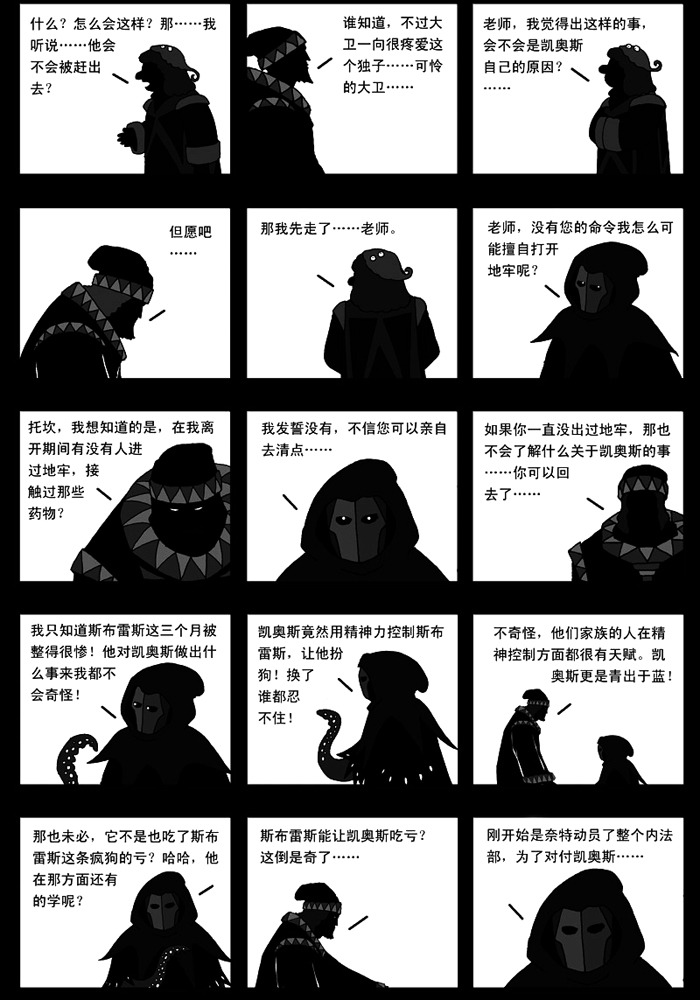 什么？怎么会这样？那……我
听说……他会
不会被赶出
去？
谁知道，不过大
卫一向很疼爱这
个独子……可怜
的大卫……
老师，我觉得出这样的事，
会不会是凯奥斯
自己的原因？
……
但愿吧
……
那我先走了……老师。
老师，没有您的命令我怎么可
能擅自打开
地牢呢？
托坎，我想知道的是，在我离
开期间有没有人进
过地牢，接
触过那些
药物？
我发誓没有，不信您可以亲自
去清点……
如果你一直没出过地牢，那也
不会了解什么关于凯奥斯的事
……你可以回
去了……
我只知道斯布雷斯这三个月被
整得很惨！他对凯奥斯做出什
么事来我都不
会奇怪！
凯奥斯竟然用精神力控制斯布
雷斯，让他扮
狗！换了
谁都忍
不住！
不奇怪，他们家族的人在精
神控制方面都很有天赋。凯
奥斯更是青出于蓝！
那也未必，它不是也吃了斯布
雷斯这条疯狗的亏？哈哈，他
在那方面还有
的学呢？
斯布雷斯能让凯奥斯吃亏？
这倒是奇了……
刚开始是奈特动员了整个内法
部，为了对付凯奥斯……